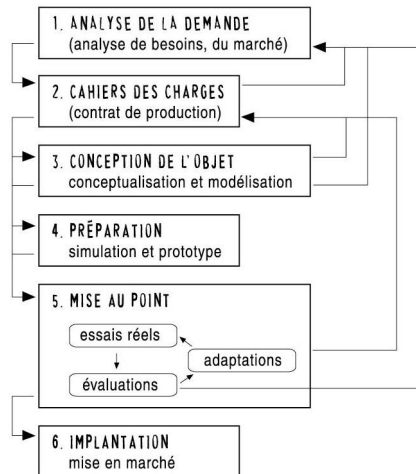 1. ANALYSE DE LA DEMANDE
(analyse de besoins, du marché)
2. CAHIERS DES CHARGES
(contrat de production)
3. CONCEPTION DE L'OBJET
conceptualisation et modélisation
4. PRÉPARATION
simulation et prototype
5. MISE AU POINT
essais réels
adaptations
évaluations
6. IMPLANTATION
mise en marché